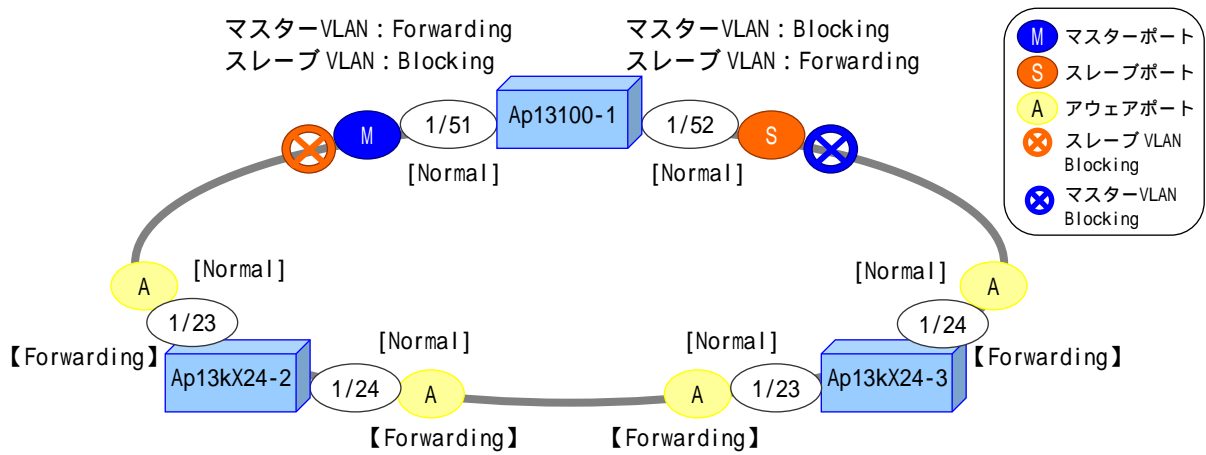 マスターVLAN：Forwarding
スレーブ VLAN：Blocking
マスターVLAN：Blocking
スレーブ VLAN：Forwarding
M
1/51
Ap13100-1
1/52
S
[Normal]
[Normal]
M
マスターポート
S
スレーブポート
A
アウェアポート
スレーブ VLAN
Blocking
マスターVLAN
Blocking
[Normal]
A
1/23
【Forwarding】
Ap13kX24-2
[Normal]
1/24
A
【Forwarding】
[Normal]
A
1/23
【Forwarding】
[Normal]
A
1/24
【Forwarding】
Ap13kX24-3